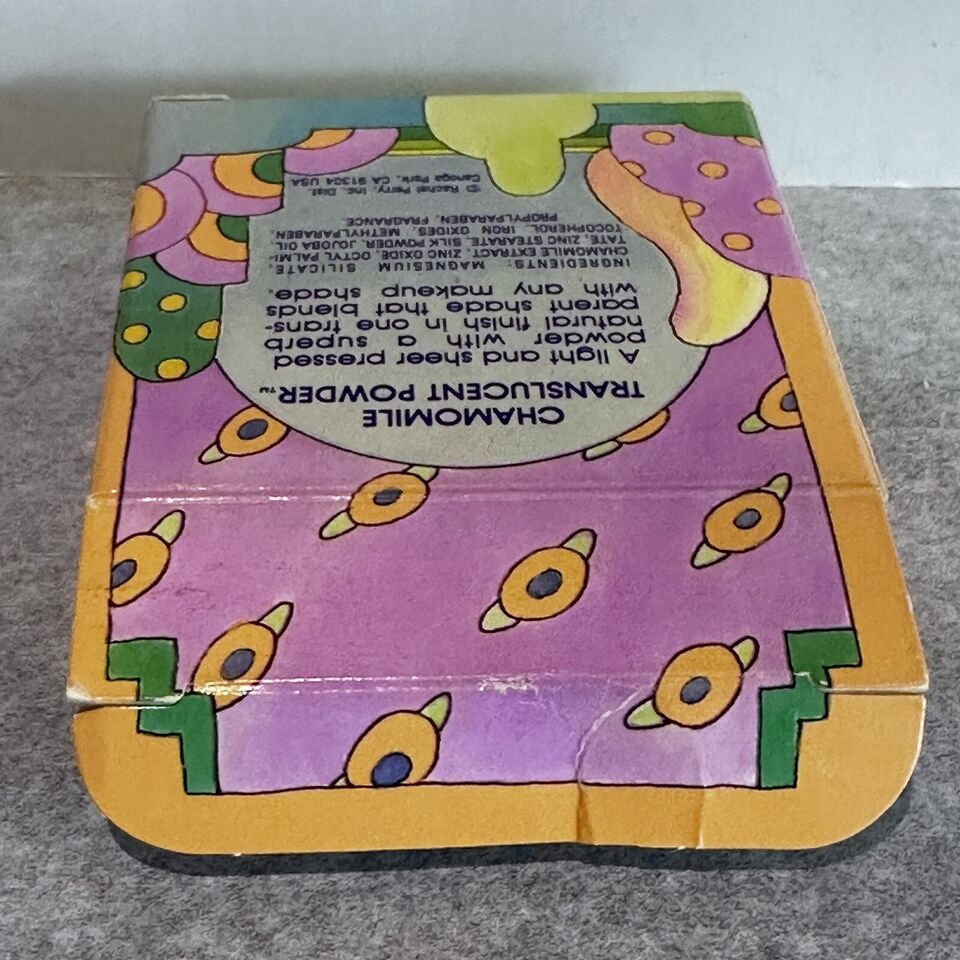 CHAMOMILE
TRANSLUCENT POWDER™
A light and sheer pressed
powder, with a superb
natural finish in one trans-
parent shade that blends
with any makeup shade.
INGREDIENTS: MAGNESIUM SILICATE,
CHAMOMILE EXTRACT, ZINC OXIDE, OCTYL PALMI-
TATE, ZINC STEARATE, SILK POWDER, JOJOBA OIL,
TOCOPHEROL, IRON OXIDES, METHYLPARABEN,
PROPYLPARABEN, FRAGRANCE.
© Rachel Perry, Inc. Dist.
Canoga Park, CA 91304 USA